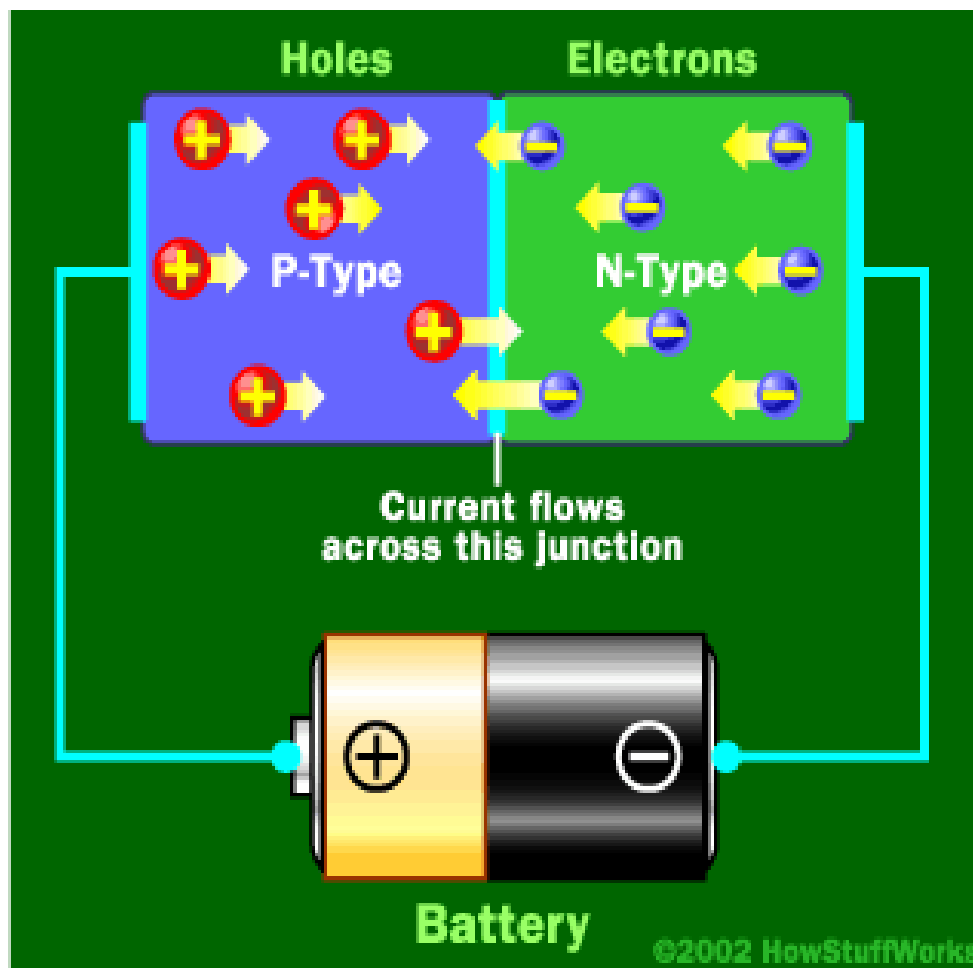 Holes Electrons
P-Type N-Type
Current flows
across this junction
Battery
©2002 HowStuffWorks